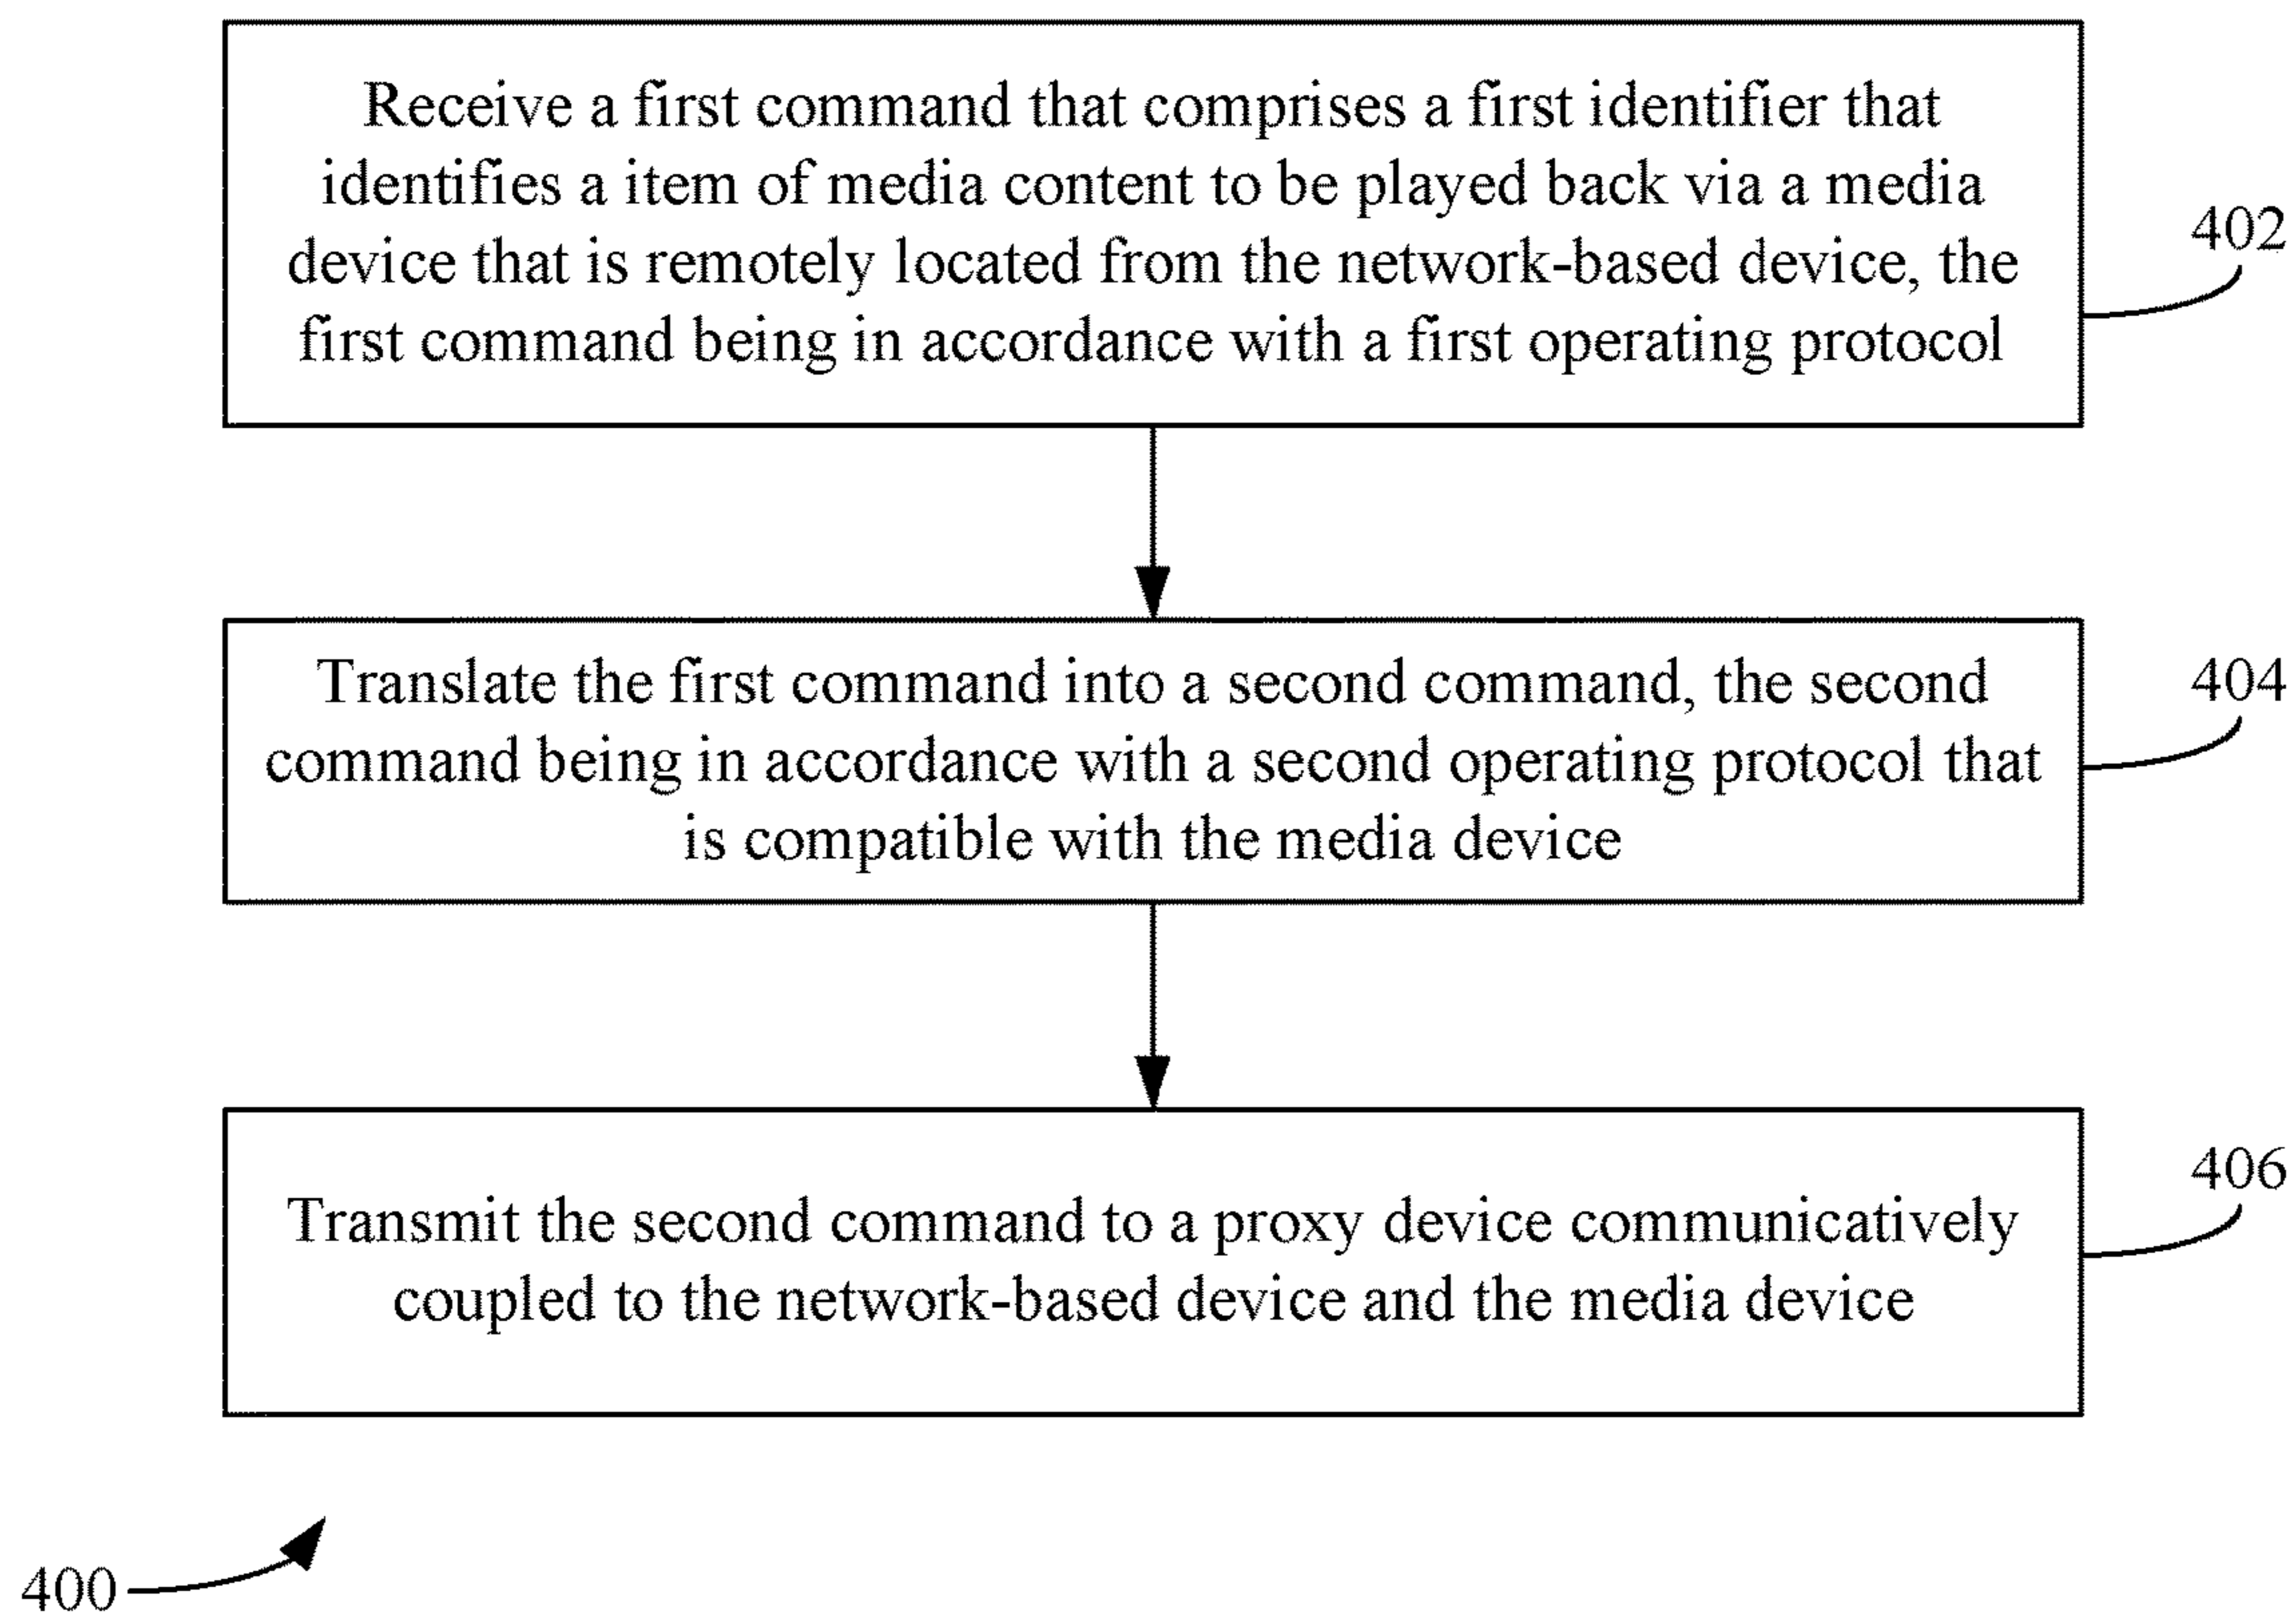 Receive a first command that comprises a first identifier that
identifies a item of media content to be played back via a media
device that is remotely located from the network-based device, the
first command being in accordance with a first operating protocol
402
Translate the first command into a second command, the second
command being in accordance with a second operating protocol that
is compatible with the media device
404
Transmit the second command to a proxy device communicatively
coupled to the network-based device and the media device
406
400